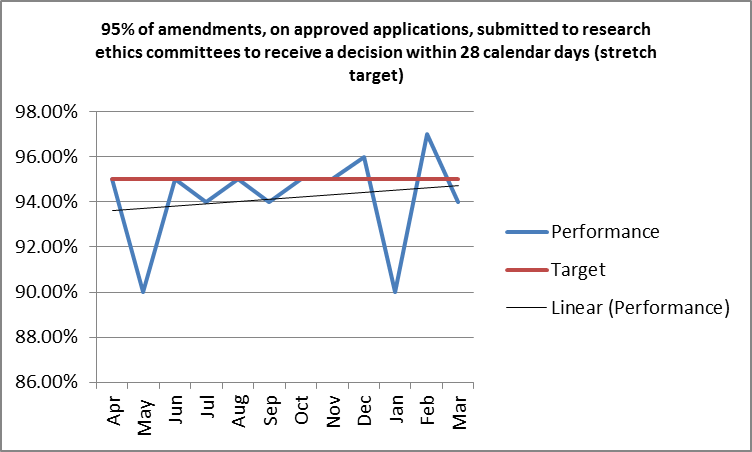 95% of amendments, on approved applications, submitted to research
ethics committees to receive a decision within 28 calendar days (stretch
target)
98.00%
96.00%
94.00%
92.00%
90.00%
88.00%
86.00%
Apr
May
Jun
Jul
Aug
Sep
Oct
Nov
Dec
Jan
Feb
Mar
Performance
Target
Linear (Performance)